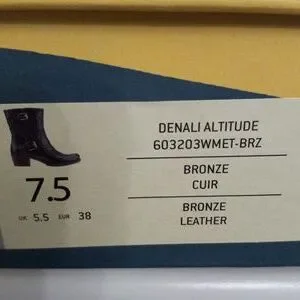 DENALI ALTITUDE
603203WMET-BRZ
BRONZE
CUIR
BRONZE
LEATHER
7.5
UK 5.5 EUR 38